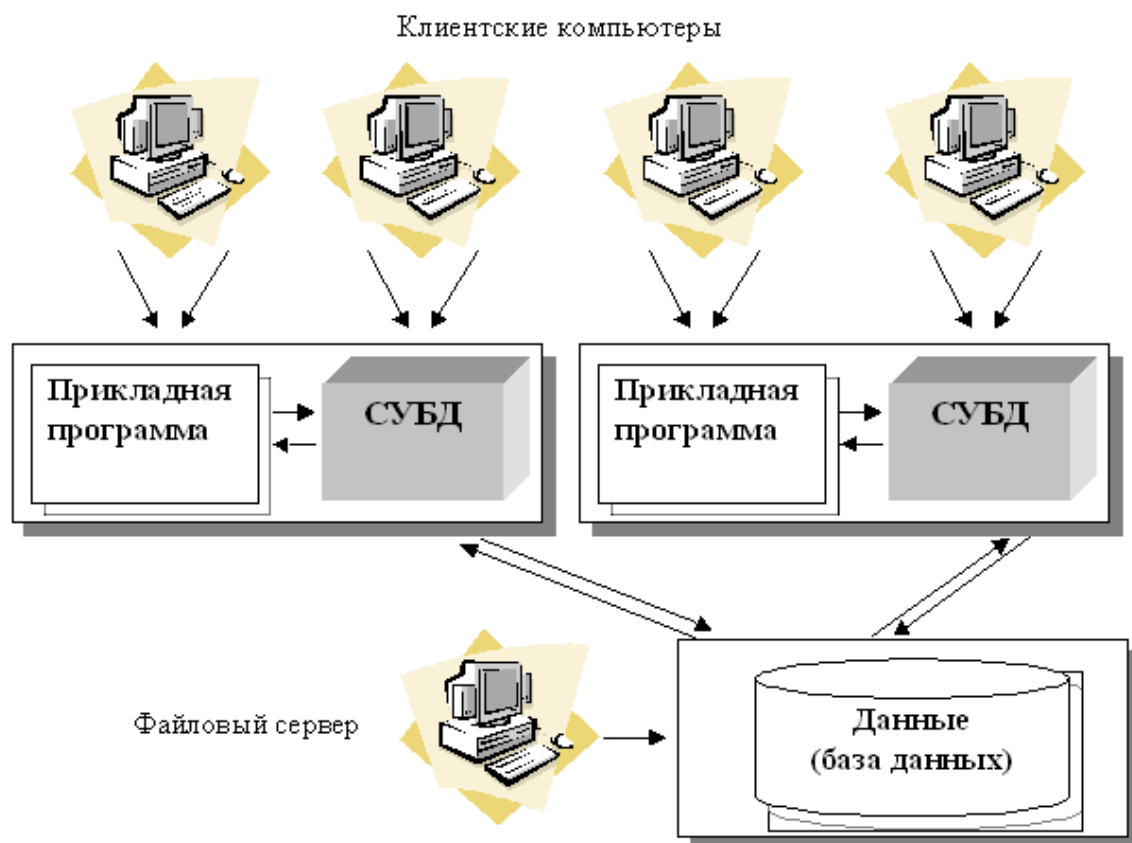 Клиентские компьютеры
Прикладная
программа
СУБД
Прикладная
программа
СУБД
Файловый сервер
Данные
(база данных)